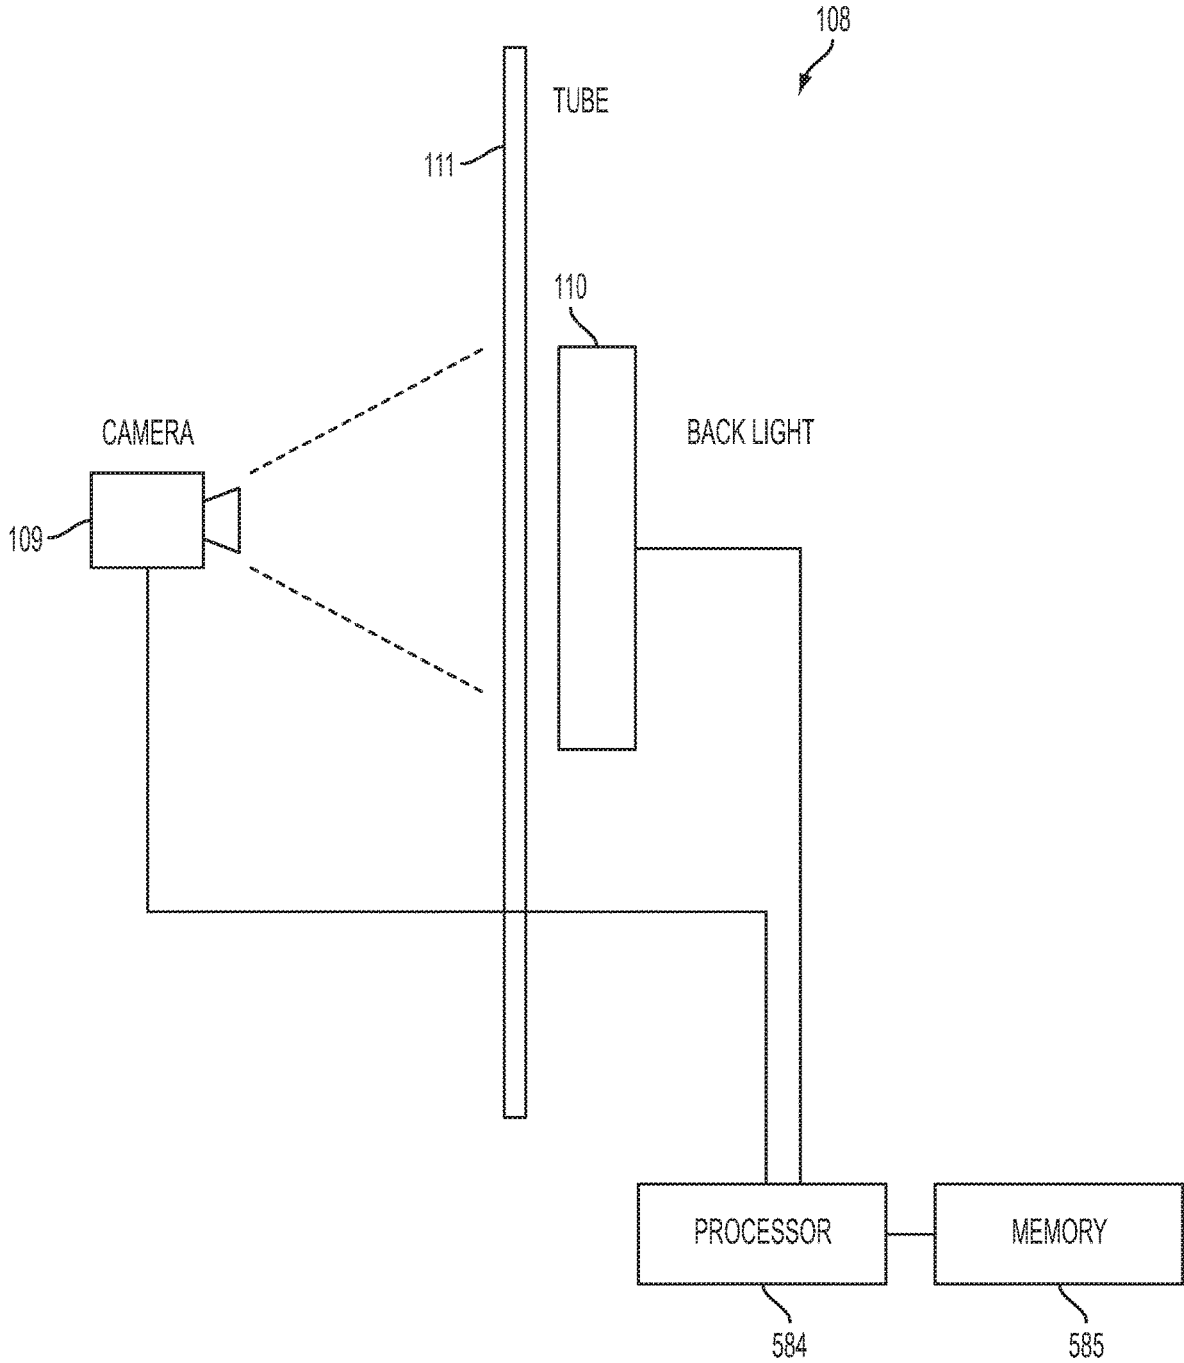 108
TUBE
111
110
CAMERA
BACK LIGHT
109
PROCESSOR
MEMORY
584
585